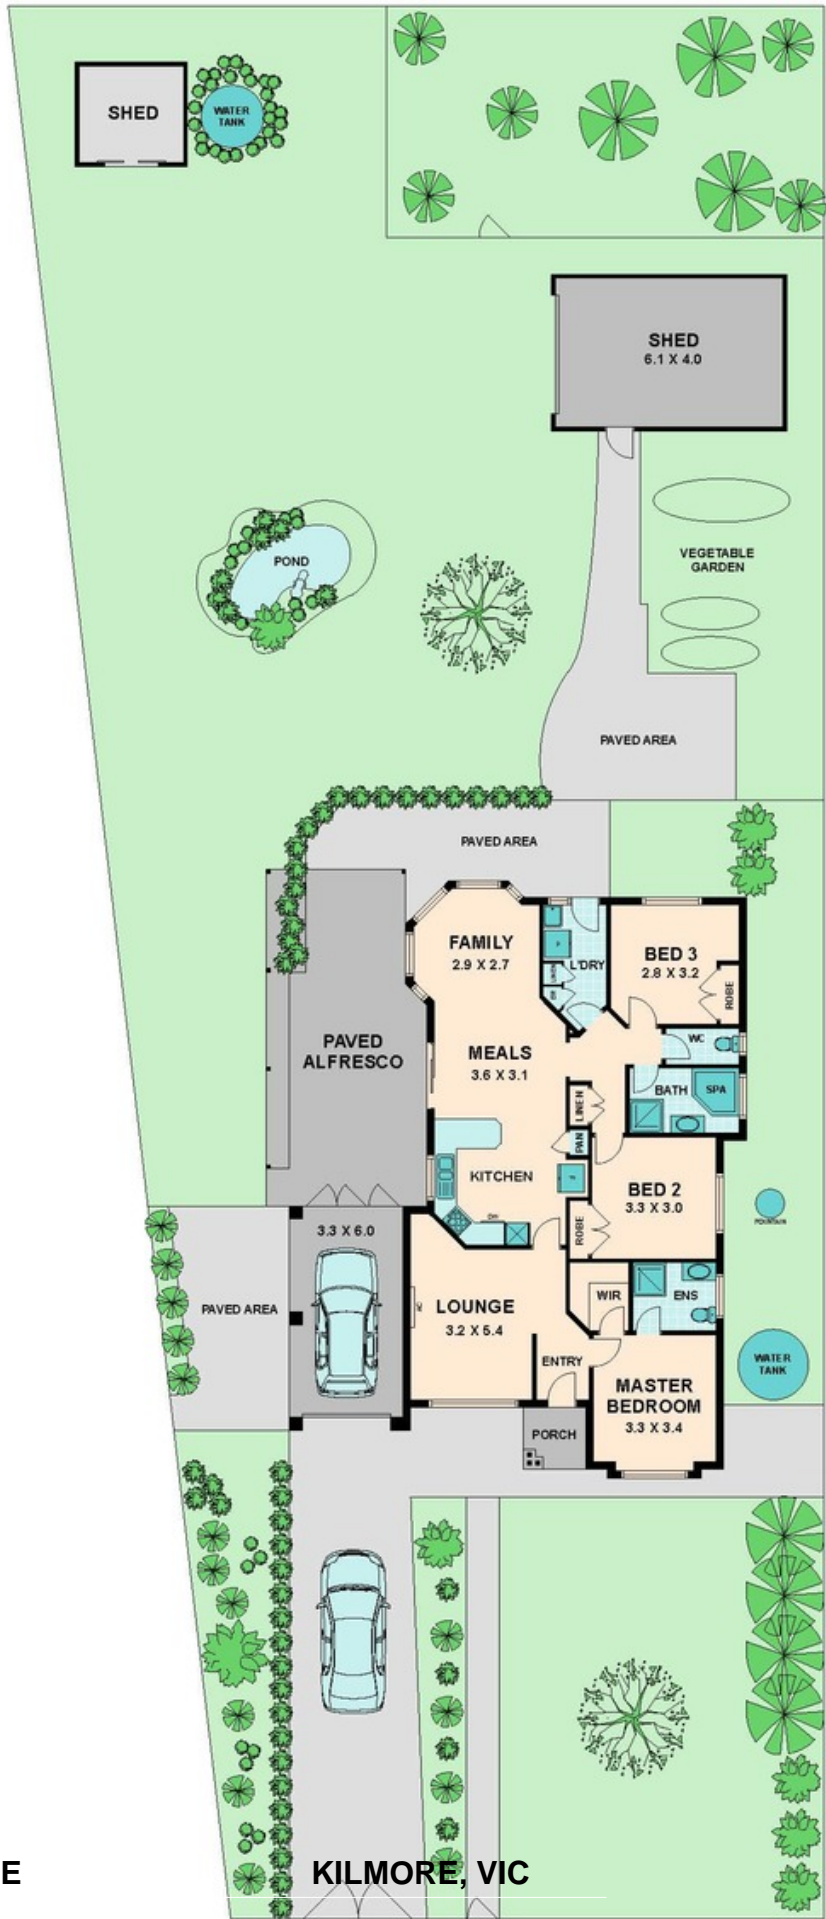 SHED
WATER
TANK
SHED
6.1 X 4.0
POND
VEGETABLE
GARDEN
PAVED AREA
PAVED AREA
FAMILY
2.9 X 2.7
L'DRY
BED 3
2.8 X 3.2
ROBE
LINEN
WC
PAVED
ALFRESCO
MEALS
3.6 X 3.1
BATH
SPA
LINEN
PAN
KITCHEN
BED 2
3.3 X 3.0
FOUNTAIN
ROBE
3.3 X 6.0
PAVED AREA
LOUNGE
3.2 X 5.4
WIR
ENS
ENTRY
WATER
TANK
MASTER
BEDROOM
3.3 X 3.4
PORCH
E
KILMORE, VIC